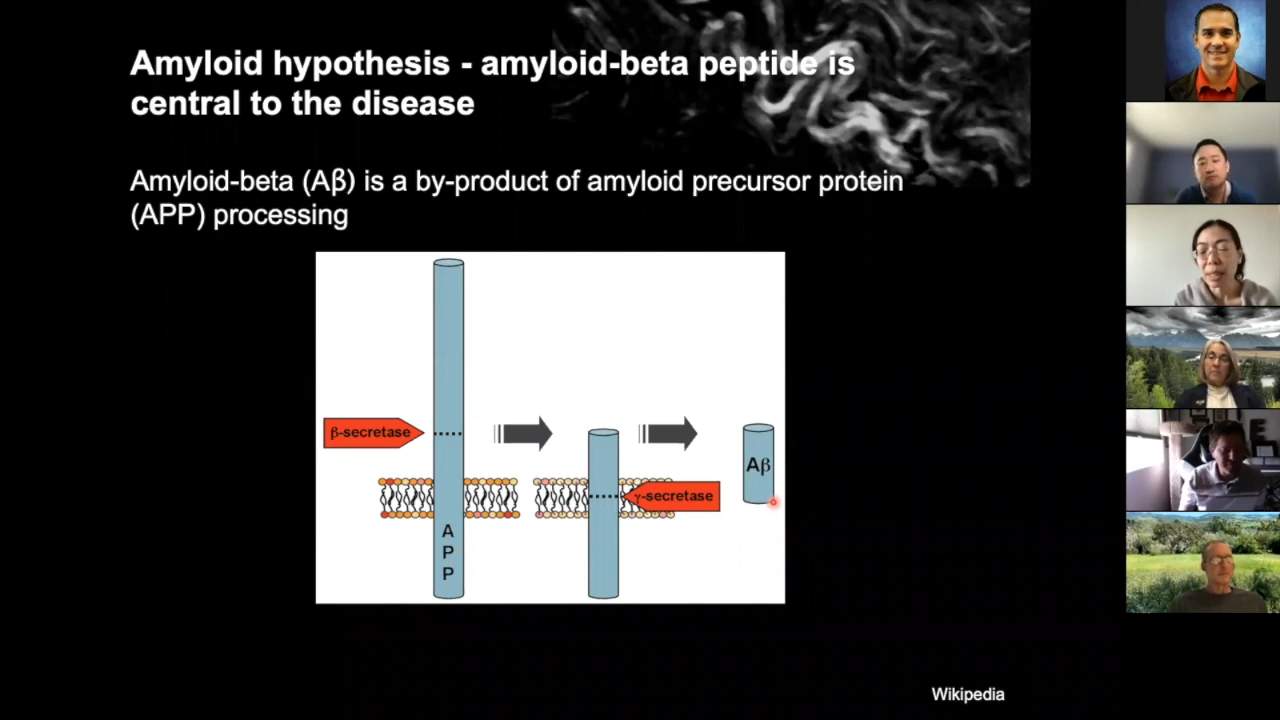 Amyloid hypothesis - amyloid-beta peptide is
central to the disease
Amyloid-beta (Aβ) is a by-product of amyloid precursor protein
(APP) processing
β-secretase
A
P
P
γ-secretase
Aβ
Wikipedia